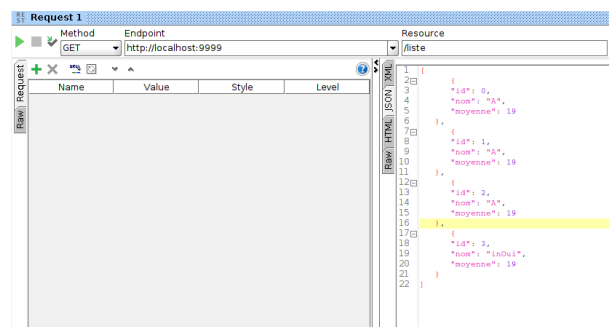 REST Request 1
Method Endpoint Resource
GET http://localhost:9999 /liste
Request
Raw
Name Value Style Level
XML
JSON
HTML
Raw
1 [
2 {
3 "id": 0,
4 "nom": "A",
5 "moyenne": 19
6 },
7 {
8 "id": 1,
9 "nom": "A",
10 "moyenne": 19
11 },
12 {
13 "id": 2,
14 "nom": "A",
15 "moyenne": 19
16 },
17 {
18 "id": 3,
19 "nom": "inOui",
20 "moyenne": 19
21 }
22 ]